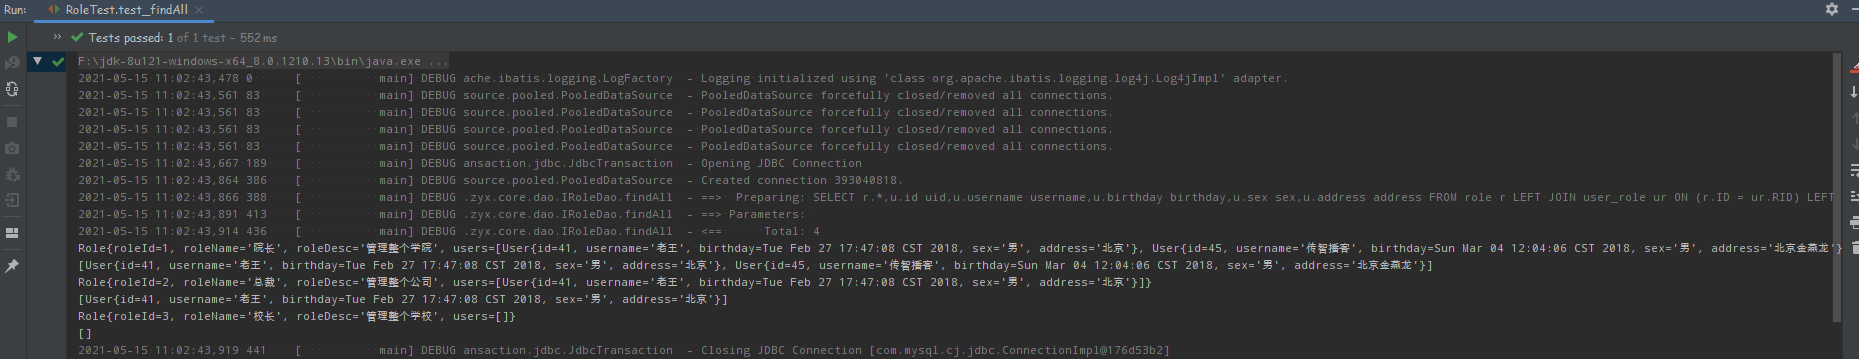 Run: RoleTest.test_findAll ×
» Tests passed: 1 of 1 test – 552 ms
F:\jdk-8u121-windows-x64_8.0.1210.13\bin\java.exe ...
2021-05-15 11:02:43,478 0 [ main] DEBUG ache.ibatis.logging.LogFactory - Logging initialized using 'class org.apache.ibatis.logging.log4j.Log4jImpl' adapter.
2021-05-15 11:02:43,561 83 [ main] DEBUG source.pooled.PooledDataSource - PooledDataSource forcefully closed/removed all connections.
2021-05-15 11:02:43,561 83 [ main] DEBUG source.pooled.PooledDataSource - PooledDataSource forcefully closed/removed all connections.
2021-05-15 11:02:43,561 83 [ main] DEBUG source.pooled.PooledDataSource - PooledDataSource forcefully closed/removed all connections.
2021-05-15 11:02:43,561 83 [ main] DEBUG source.pooled.PooledDataSource - PooledDataSource forcefully closed/removed all connections.
2021-05-15 11:02:43,667 189 [ main] DEBUG ansaction.jdbc.JdbcTransaction - Opening JDBC Connection
2021-05-15 11:02:43,864 386 [ main] DEBUG source.pooled.PooledDataSource - Created connection 393040818.
2021-05-15 11:02:43,866 388 [ main] DEBUG .zyx.core.dao.IRoleDao.findAll - ==> Preparing: SELECT r.*,u.id uid,u.username username,u.birthday birthday,u.sex sex,u.address address FROM role r LEFT JOIN user_role ur ON (r.ID = ur.RID) LEFT
2021-05-15 11:02:43,891 413 [ main] DEBUG .zyx.core.dao.IRoleDao.findAll - ==> Parameters:
2021-05-15 11:02:43,914 436 [ main] DEBUG .zyx.core.dao.IRoleDao.findAll - <== Total: 4
Role{roleId=1, roleName='院长', roleDesc='管理整个学院', users=[User{id=41, username='老王', birthday=Tue Feb 27 17:47:08 CST 2018, sex='男', address='北京'}, User{id=45, username='传智播客', birthday=Sun Mar 04 12:04:06 CST 2018, sex='男', address='北京金燕龙'}
[User{id=41, username='老王', birthday=Tue Feb 27 17:47:08 CST 2018, sex='男', address='北京'}, User{id=45, username='传智播客', birthday=Sun Mar 04 12:04:06 CST 2018, sex='男', address='北京金燕龙'}]
Role{roleId=2, roleName='总裁', roleDesc='管理整个公司', users=[User{id=41, username='老王', birthday=Tue Feb 27 17:47:08 CST 2018, sex='男', address='北京'}]}
[User{id=41, username='老王', birthday=Tue Feb 27 17:47:08 CST 2018, sex='男', address='北京'}]
Role{roleId=3, roleName='校长', roleDesc='管理整个学校', users=[]}
[]
2021-05-15 11:02:43,919 441 [ main] DEBUG ansaction.jdbc.JdbcTransaction - Closing JDBC Connection [com.mysql.cj.jdbc.ConnectionImpl@176d53b2]